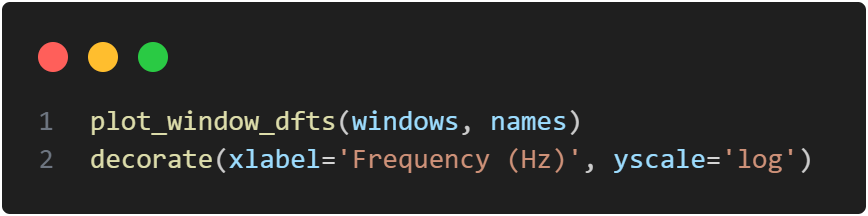 1 plot_window_dfts(windows, names)
2 decorate(xlabel='Frequency (Hz)', yscale='log')